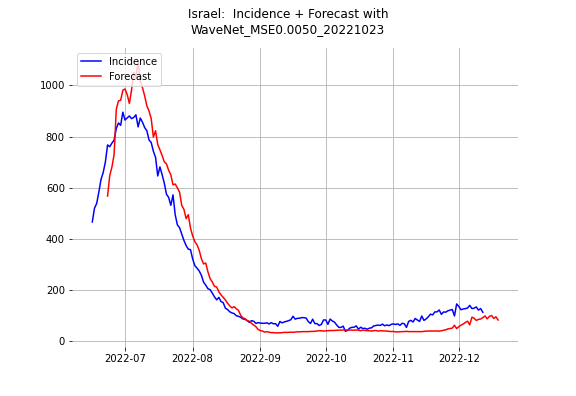 Israel:  Incidence + Forecast with
WaveNet_MSE0.0050_20221023
Incidence
Forecast
1000
800
600
400
200
0
2022-07 2022-08 2022-09 2022-10 2022-11 2022-12